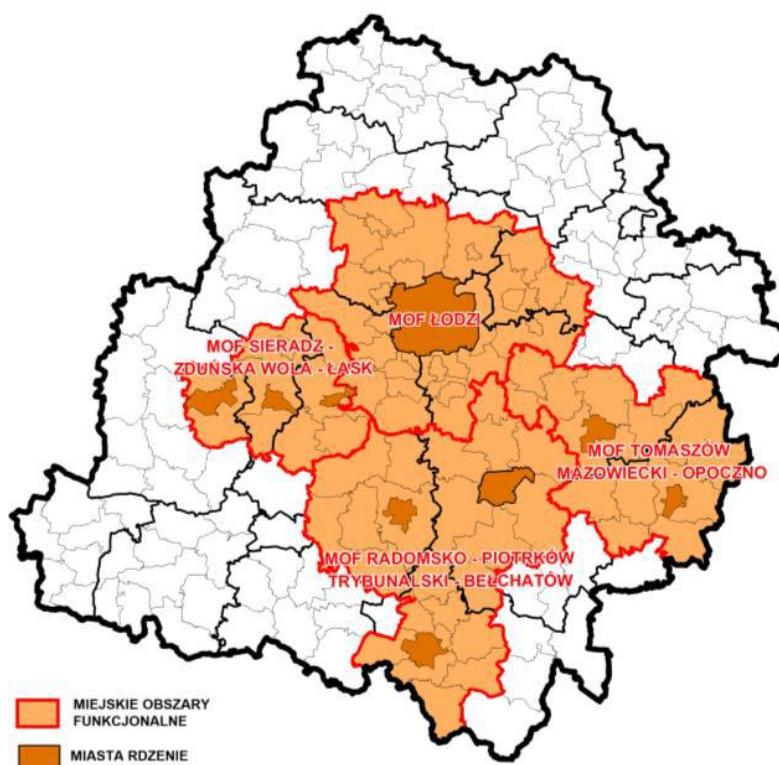 MOF ŁODZI
MOF SIERADZ -
ZDUŃSKA WOLA - ŁASK
MOF TOMASZÓW
MAZOWIECKI - OPOCZNO
MOF RADOMSKO - PIOTRKÓW
TRYBUNALSKI - BEŁCHATÓW
MIEJSKIE OBSZARY
FUNKCJONALNE
MIASTA RDZENIE